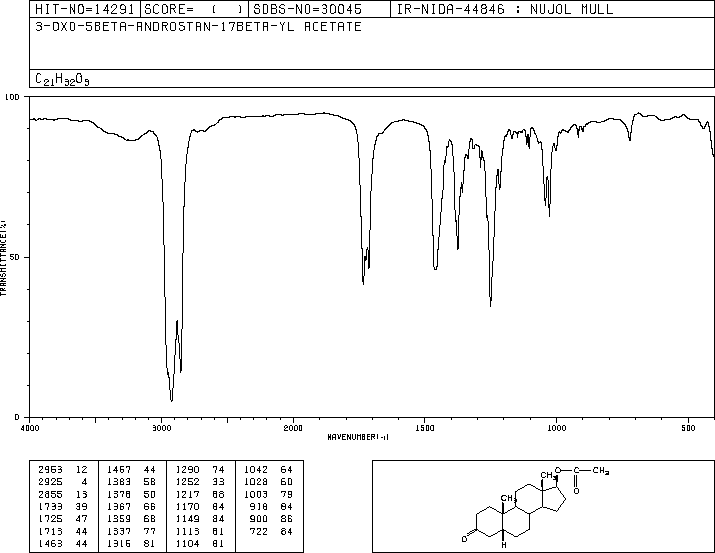 HIT-NO=14291 SCORE= ( ) SDBS-NO=30045 IR-NIDA-44846 : NUJOL MULL
3-OXO-5BETA-ANDROSTAN-17BETA-YL ACETATE
C21H32O3
100
50
0
TRANSMITTANCE(%)
4000 3000 2000 1500 1000 500
WAVENUMBER(-1)
2963 12 1467 44 1290 74 1042 64
2925 4 1383 58 1252 33 1028 60
2855 13 1378 50 1217 68 1003 79
1733 39 1367 66 1170 84 918 84
1725 47 1359 68 1149 84 900 86
1713 44 1337 77 1113 81 722 84
1463 44 1316 81 1104 81
CH3 O C CH3
O
CH3
O
H